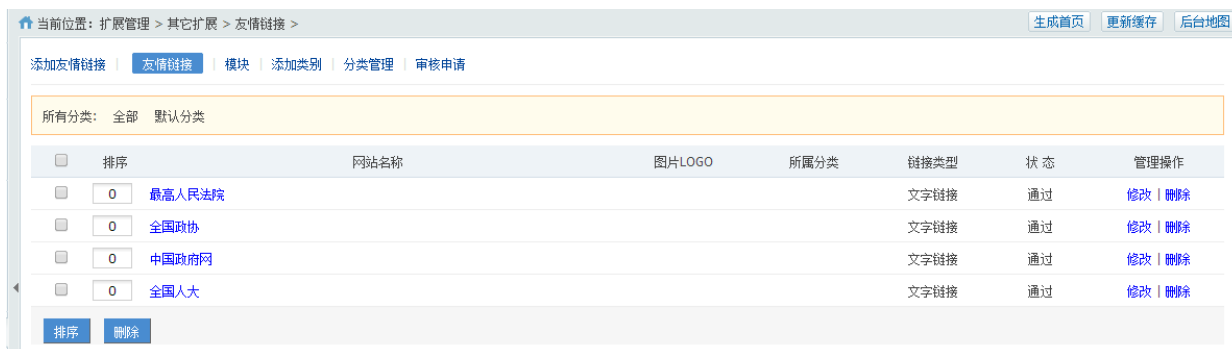 当前位置：扩展管理 > 其它扩展 > 友情链接 > 生成首页 更新缓存 后台地图
添加友情链接 | 友情链接 | 模块 | 添加类别 | 分类管理 | 审核申请
所有分类： 全部 默认分类
排序 网站名称 图片LOGO 所属分类 链接类型 状 态 管理操作
0 最高人民法院 文字链接 通过 修改 | 删除
0 全国政协 文字链接 通过 修改 | 删除
0 中国政府网 文字链接 通过 修改 | 删除
0 全国人大 文字链接 通过 修改 | 删除
排序 删除